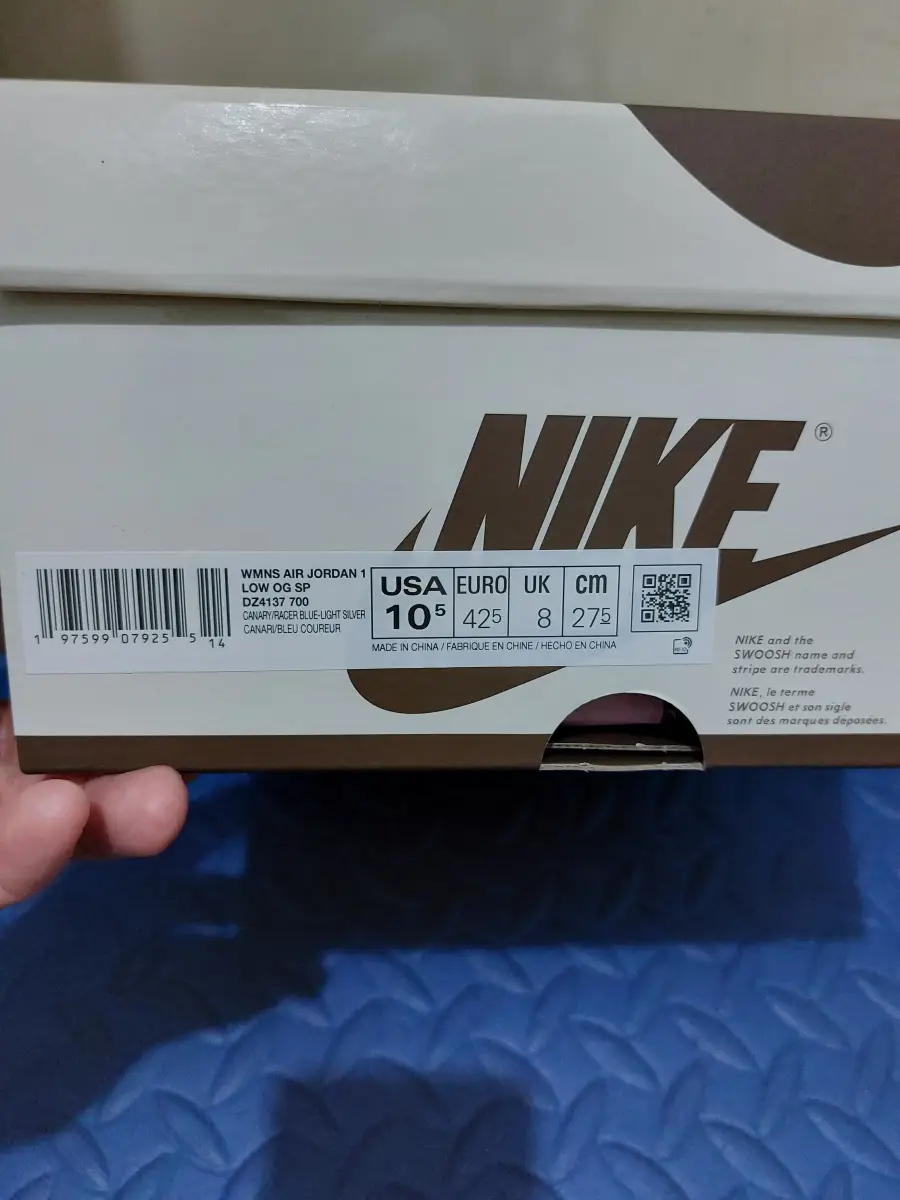 NIKE ®
WMNS AIR JORDAN 1
LOW OG SP
DZ4137 700
CANARY/RACER BLUE-LIGHT SILVER
CANARI/BLEU COUREUR
1 97599 07925 5 14
USA EURO UK cm
10⁵ 42⁵ 8 27⁵
MADE IN CHINA / FABRIQUE EN CHINE / HECHO EN CHINA
NIKE and the
SWOOSH name and
stripe are trademarks.
NIKE, le terme
SWOOSH et son sigle
sont des marques deposées.